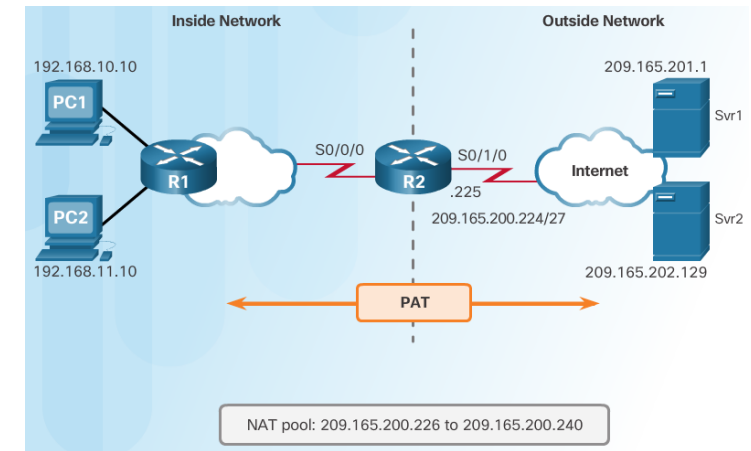 Inside Network
Outside Network
192.168.10.10
209.165.201.1
PC1
Svr1
S0/0/0
S0/1/0
Internet
R1
R2
.225
PC2
209.165.200.224/27
Svr2
192.168.11.10
209.165.202.129
PAT
NAT pool: 209.165.200.226 to 209.165.200.240